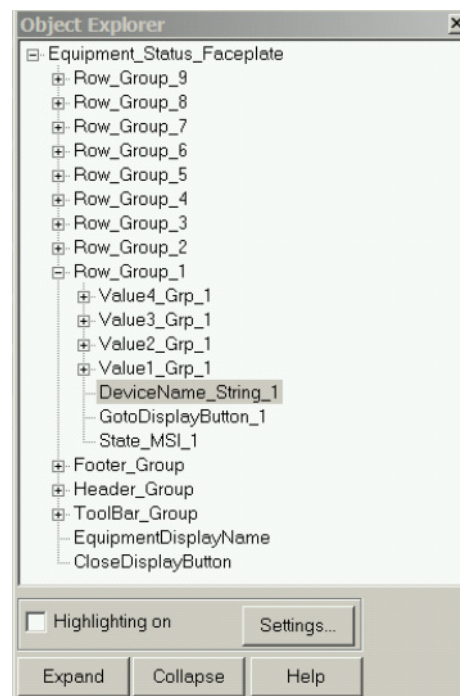 Object Explorer
Equipment_Status_Faceplate
Row_Group_9
Row_Group_8
Row_Group_7
Row_Group_6
Row_Group_5
Row_Group_4
Row_Group_3
Row_Group_2
Row_Group_1
Value4_Grp_1
Value3_Grp_1
Value2_Grp_1
Value1_Grp_1
DeviceName_String_1
GotoDisplayButton_1
State_MSI_1
Footer_Group
Header_Group
ToolBar_Group
EquipmentDisplayName
CloseDisplayButton
Highlighting on Settings...
Expand Collapse Help